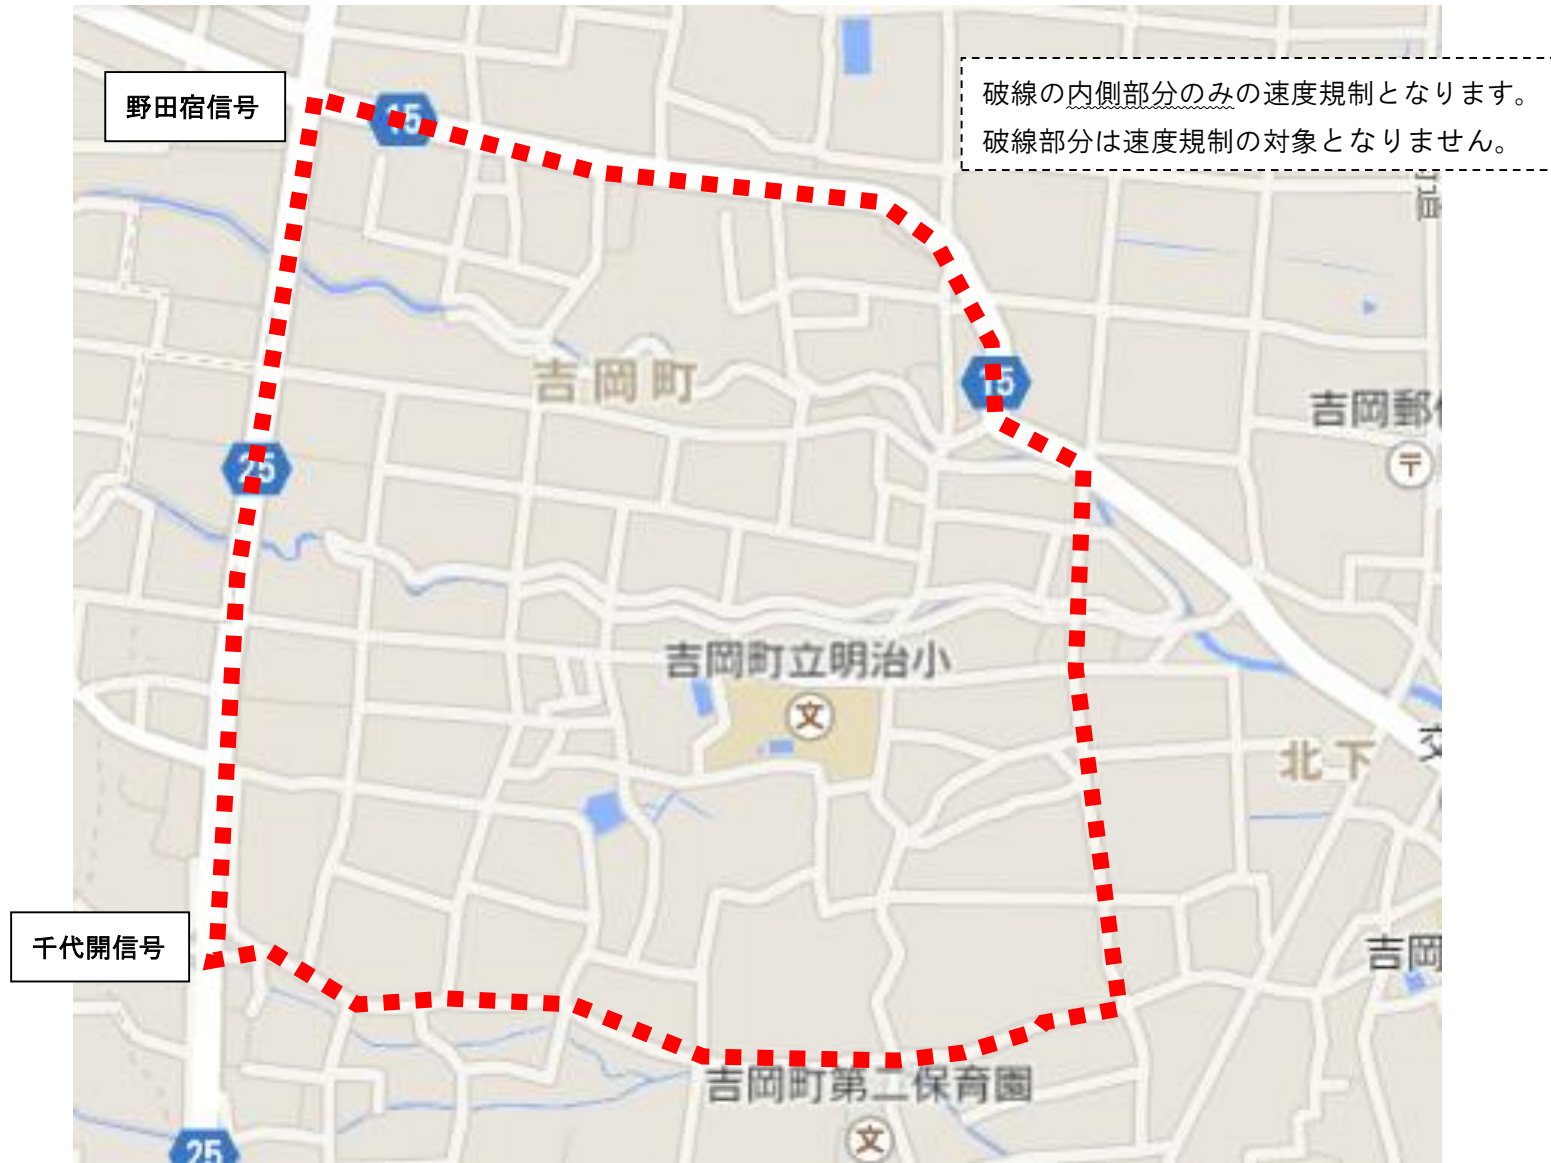 破線の内側部分のみの速度規制となります。
破線部分は速度規制の対象となりません。
野田宿信号
15
吉岡町
15
吉岡郵
〒
25
吉岡町立明治小
文
北下
千代開信号
吉岡
吉岡町第二保育園
文
25